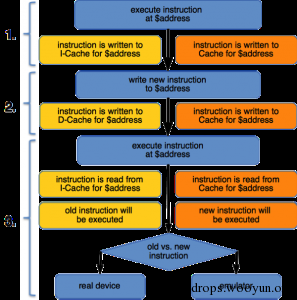 1.
execute instruction
at $address
instruction is written to
I-Cache for $address
instruction is written to
Cache for $address
2.
write new instruction
to $address
instruction is written to
D-Cache for $address
instruction is written to
Cache for $address
3.
execute instruction
at $address
instruction is read from
I-Cache for $address
instruction is read from
Cache for $address
old instruction will
be executed
new instruction will
be executed
old vs. new
instruction
real device
emulator
drops.wooyun.o